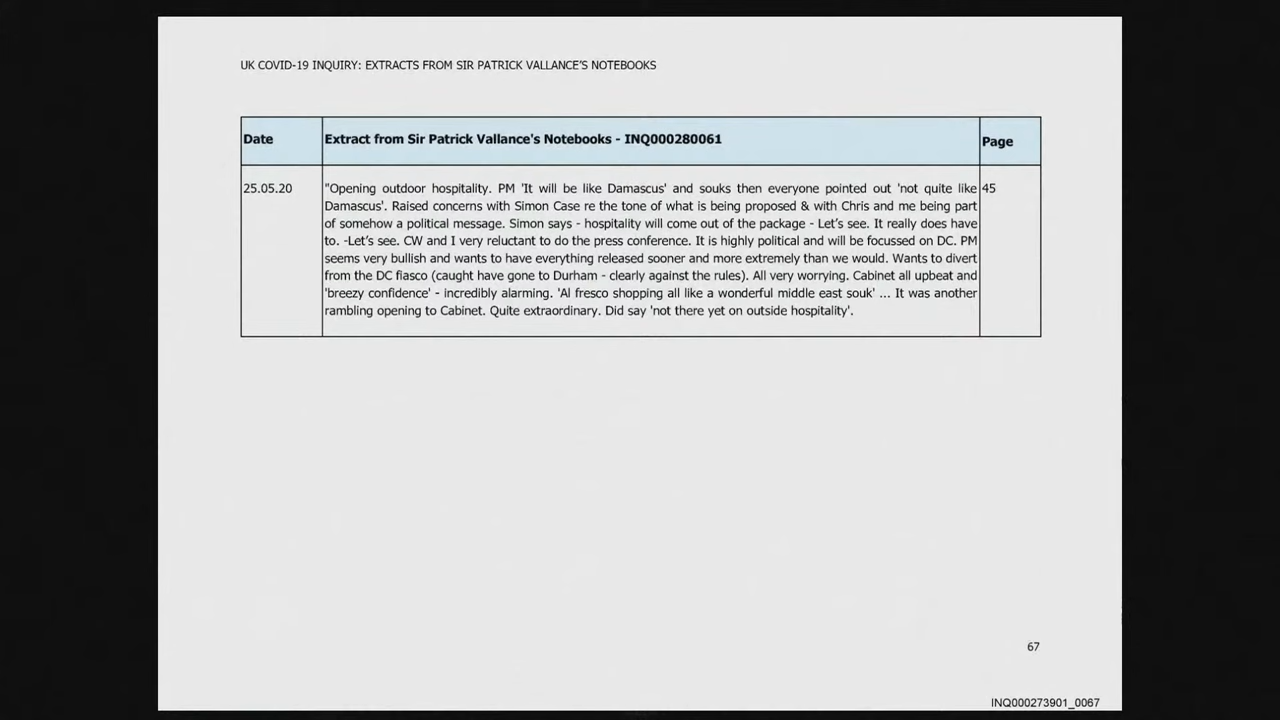 UK COVID-19 INQUIRY: EXTRACTS FROM SIR PATRICK VALLANCE'S NOTEBOOKS
Date Extract from Sir Patrick Vallance's Notebooks - INQ000280061 Page
25.05.20 "Opening outdoor hospitality. PM 'It will be like Damascus' and souks then everyone pointed out 'not quite like 45
Damascus'. Raised concerns with Simon Case re the tone of what is being proposed & with Chris and me being part
of somehow a political message. Simon says - hospitality will come out of the package - Let's see. It really does have
to. -Let's see. CW and I very reluctant to do the press conference. It is highly political and will be focussed on DC. PM
seems very bullish and wants to have everything released sooner and more extremely than we would. Wants to divert
from the DC fiasco (caught have gone to Durham - clearly against the rules). All very worrying. Cabinet all upbeat and
'breezy confidence' - incredibly alarming. 'Al fresco shopping all like a wonderful middle east souk' ... It was another
rambling opening to Cabinet. Quite extraordinary. Did say 'not there yet on outside hospitality'.
67
INQ000273901_0067